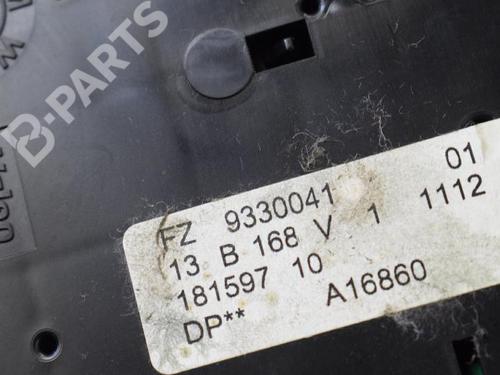 B-PARTS
FZ 9330041 01
13 B 168 V 1 1112
181597 10
DP** A16860